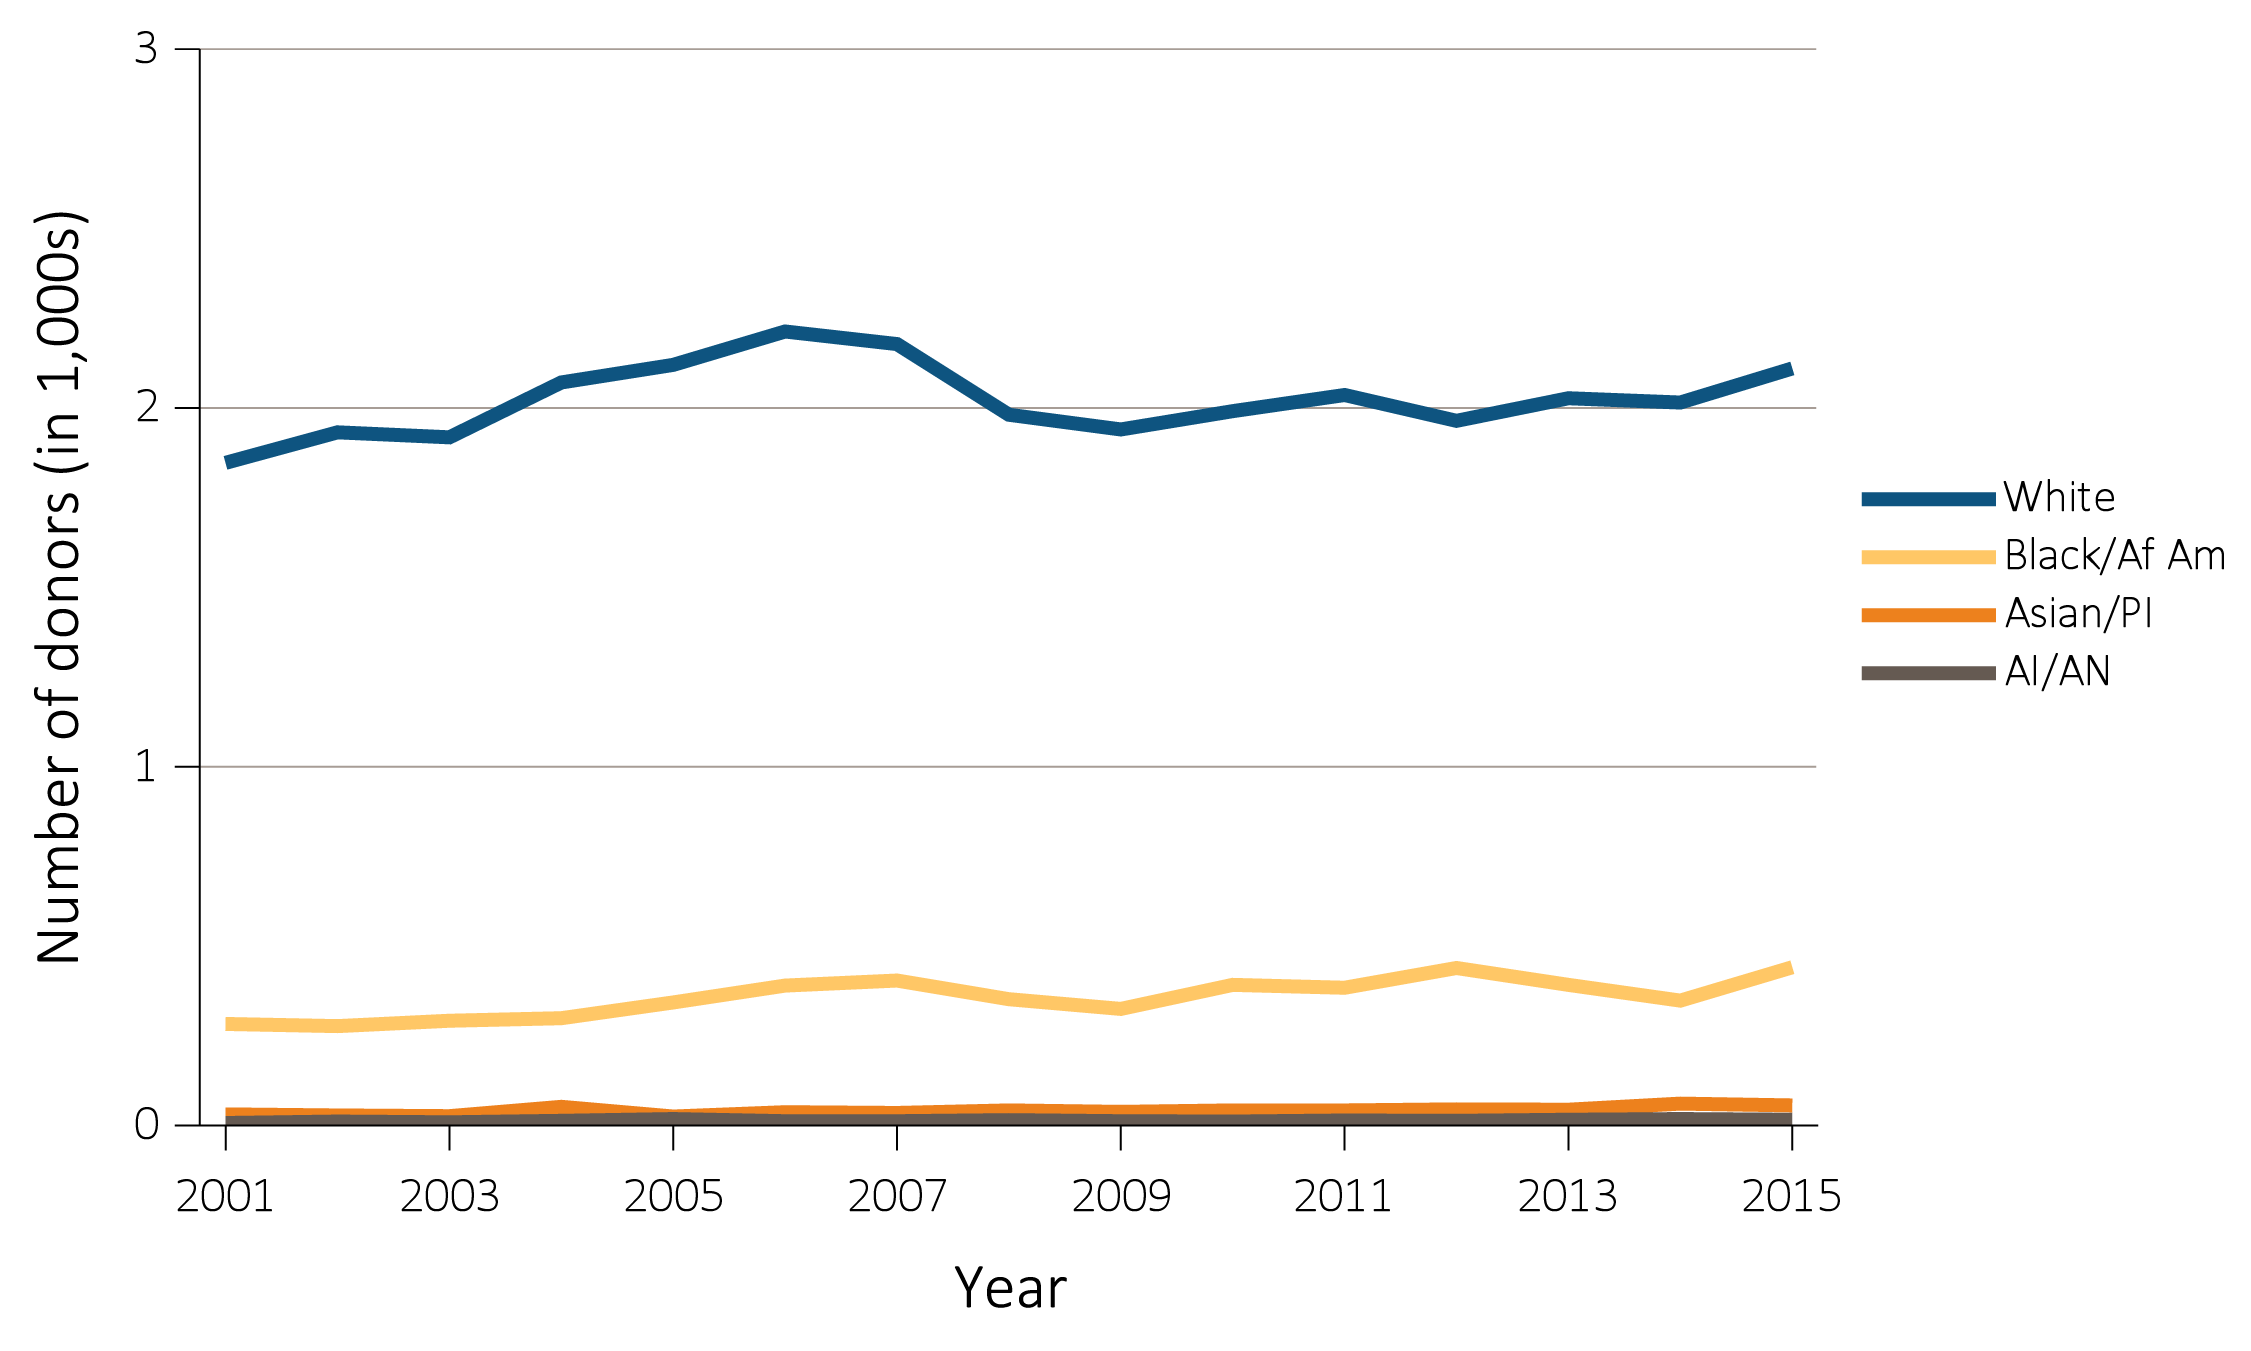 Number of donors (in 1,000s)
3
2
1
0
2001 2003 2005 2007 2009 2011 2013 2015
Year
White
Black/Af Am
Asian/PI
AI/AN